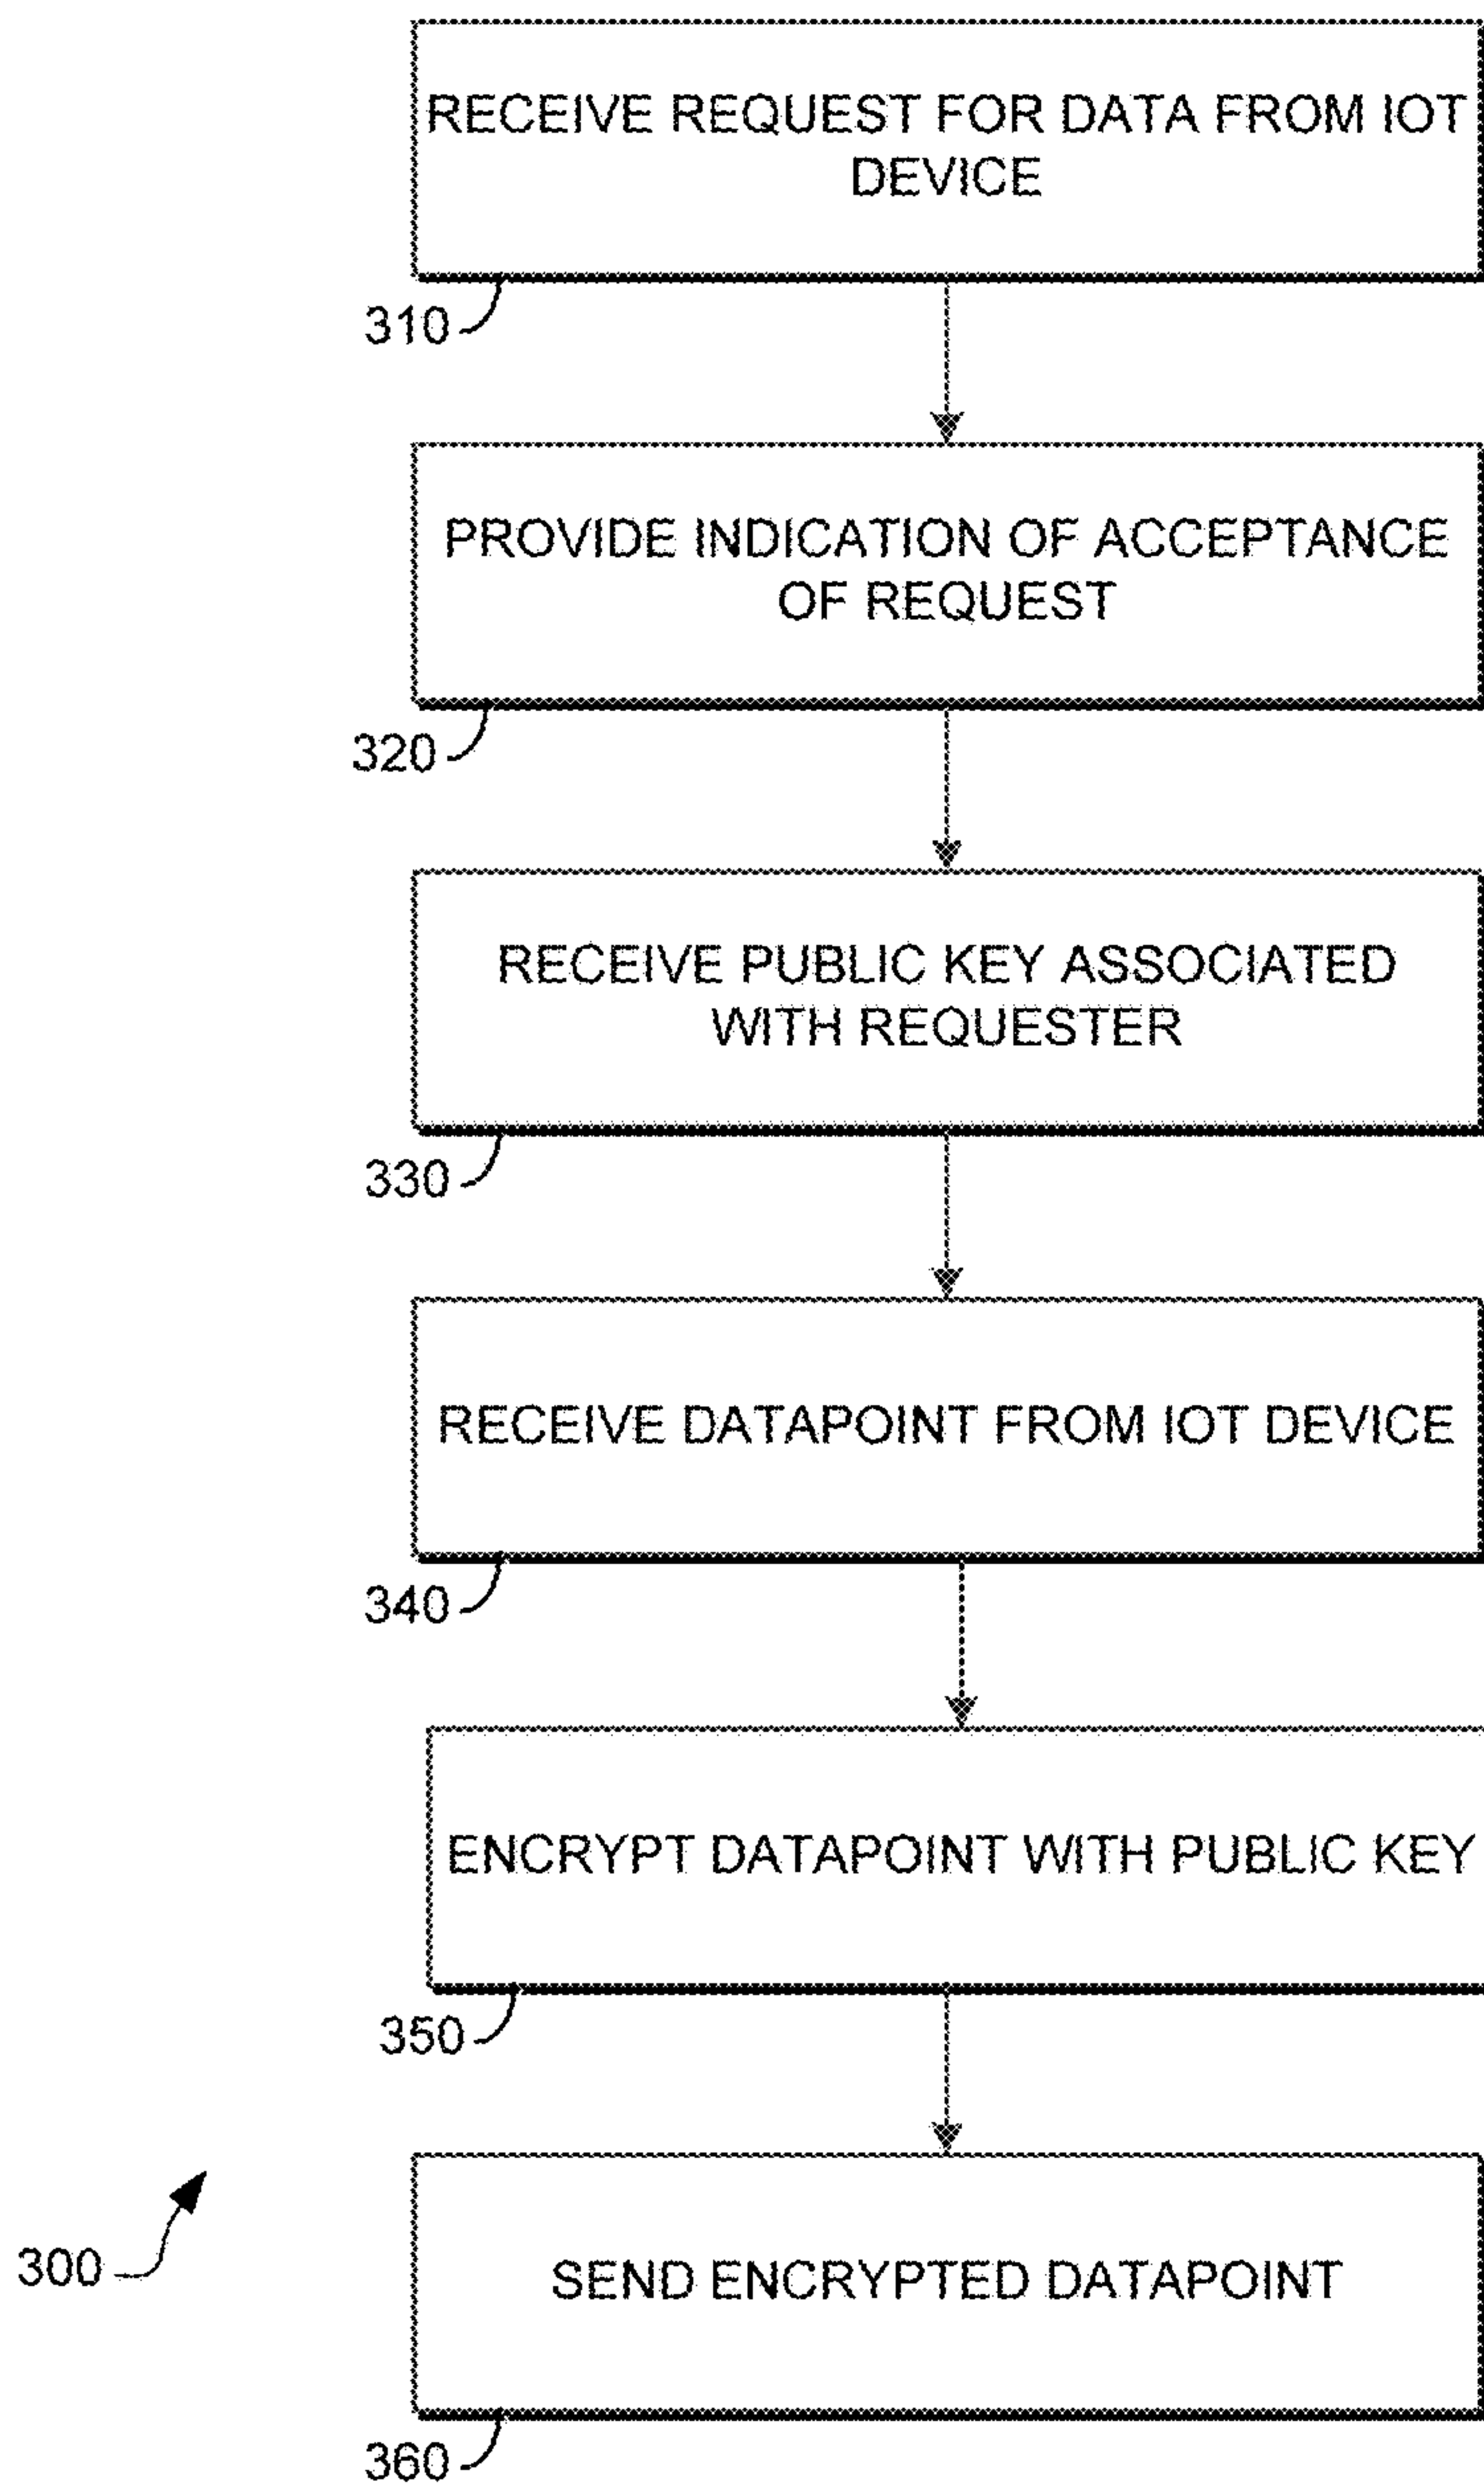 RECEIVE REQUEST FOR DATA FROM IOT
DEVICE
310
PROVIDE INDICATION OF ACCEPTANCE
OF REQUEST
320
RECEIVE PUBLIC KEY ASSOCIATED
WITH REQUESTER
330
RECEIVE DATAPOINT FROM IOT DEVICE
340
ENCRYPT DATAPOINT WITH PUBLIC KEY
350
300
SEND ENCRYPTED DATAPOINT
360